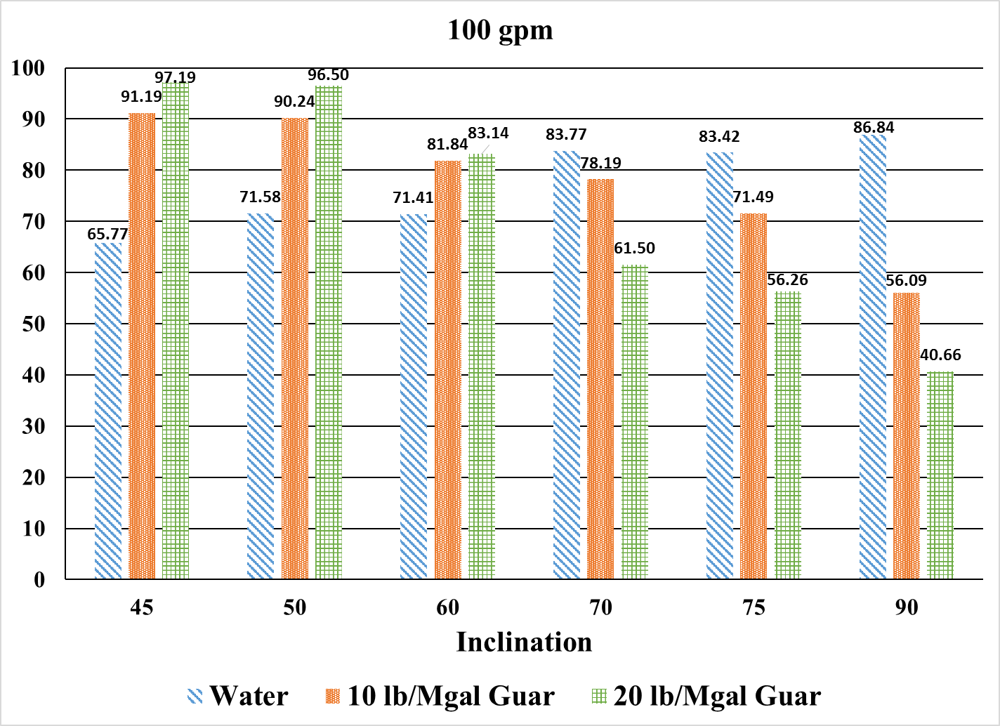 100 gpm
100
90
80
70
60
50
40
30
20
10
0
65.77 91.19 97.19
71.58 90.24 96.50
71.41 81.84 83.14
83.77 78.19 61.50
83.42 71.49 56.26
86.84 56.09 40.66
45 50 60 70 75 90
Inclination
Water 10 lb/Mgal Guar 20 lb/Mgal Guar